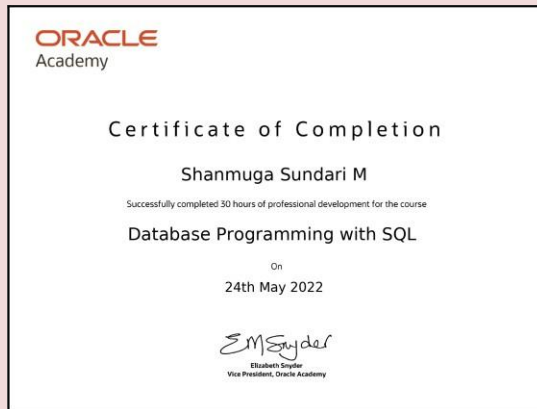 ORACLE
Academy
Certificate of Completion
Shanmuga Sundari M
Successfully completed 30 hours of professional development for the course
Database Programming with SQL
On
24th May 2022
EMSnyder
Elizabeth Snyder
Vice President, Oracle Academy